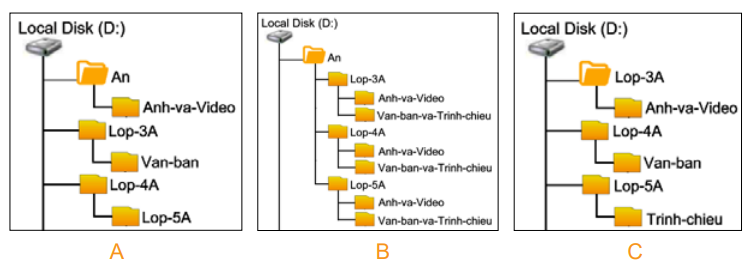 Local Disk (D:)
An
Anh-va-Video
Lop-3A
Van-ban
Lop-4A
Lop-5A
A
Local Disk (D:)
An
Lop-3A
Anh-va-Video
Van-ban-va-Trinh-chieu
Lop-4A
Anh-va-Video
Van-ban-va-Trinh-chieu
Lop-5A
Anh-va-Video
Van-ban-va-Trinh-chieu
B
Local Disk (D:)
Lop-3A
Anh-va-Video
Lop-4A
Van-ban
Lop-5A
Trinh-chieu
C